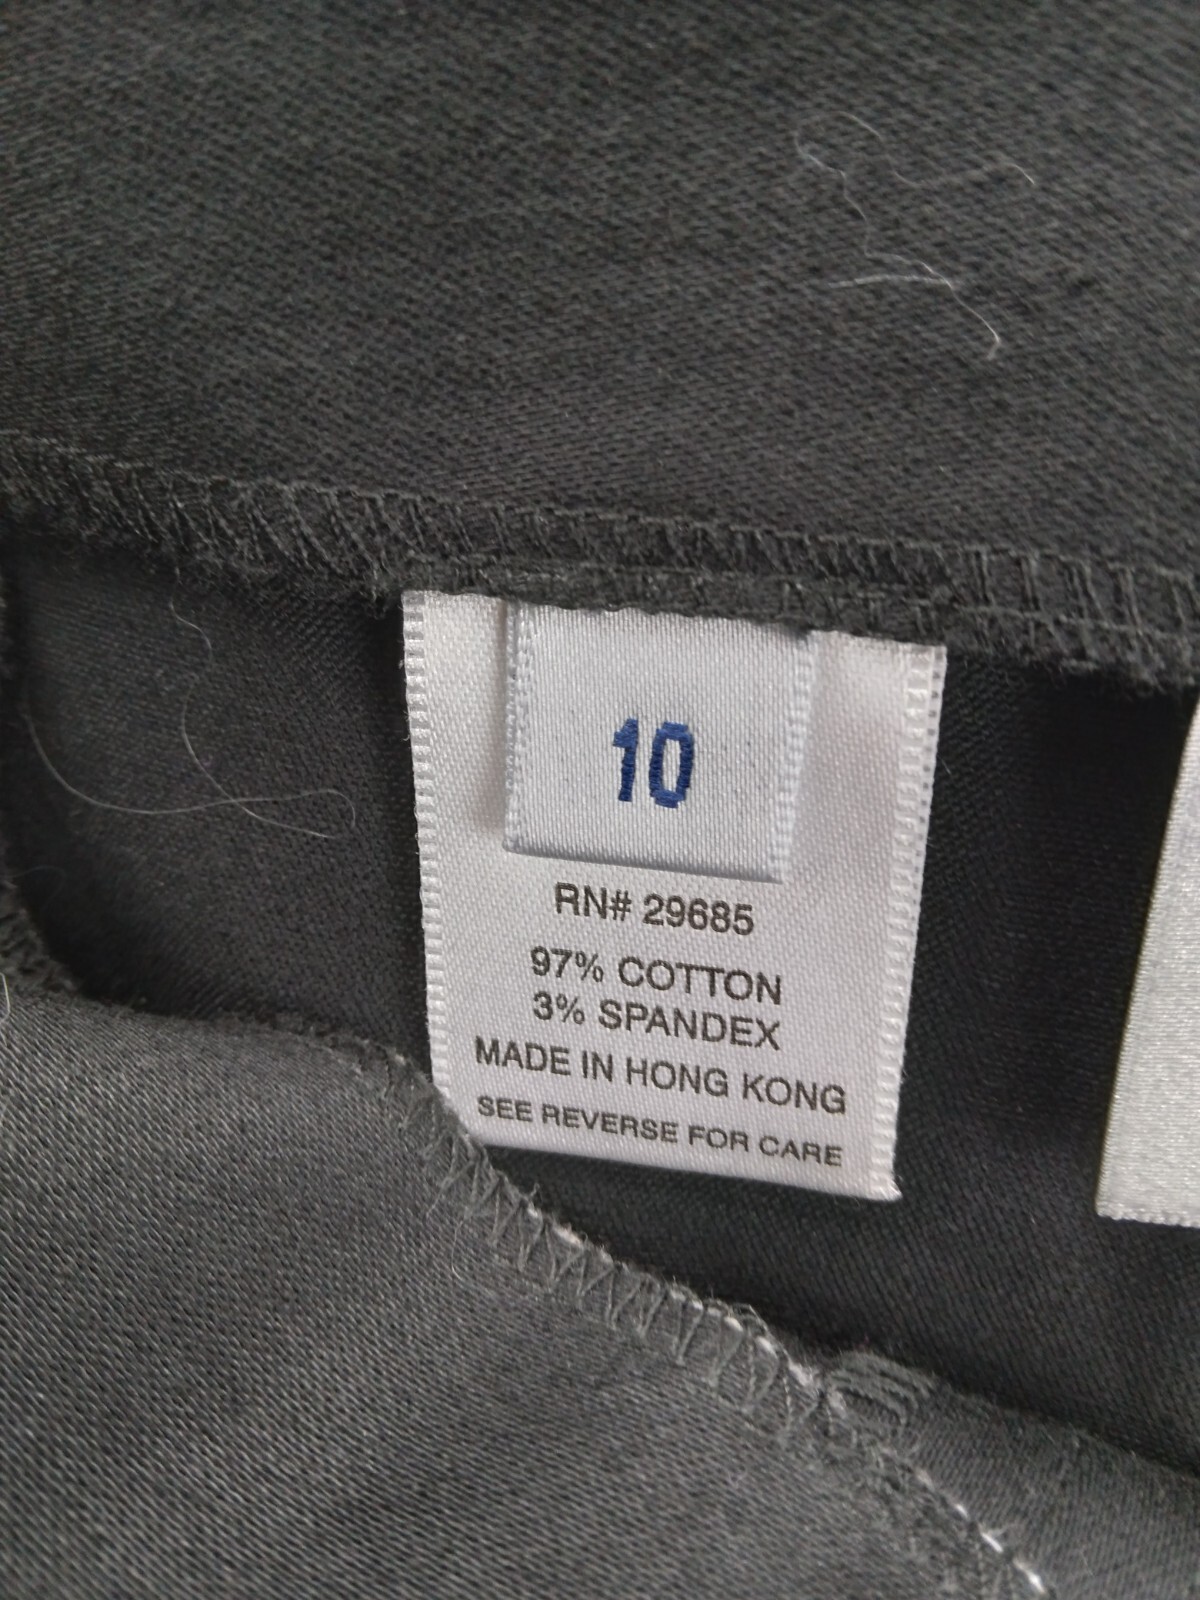 10
RN# 29685
97% COTTON
3% SPANDEX
MADE IN HONG KONG
SEE REVERSE FOR CARE